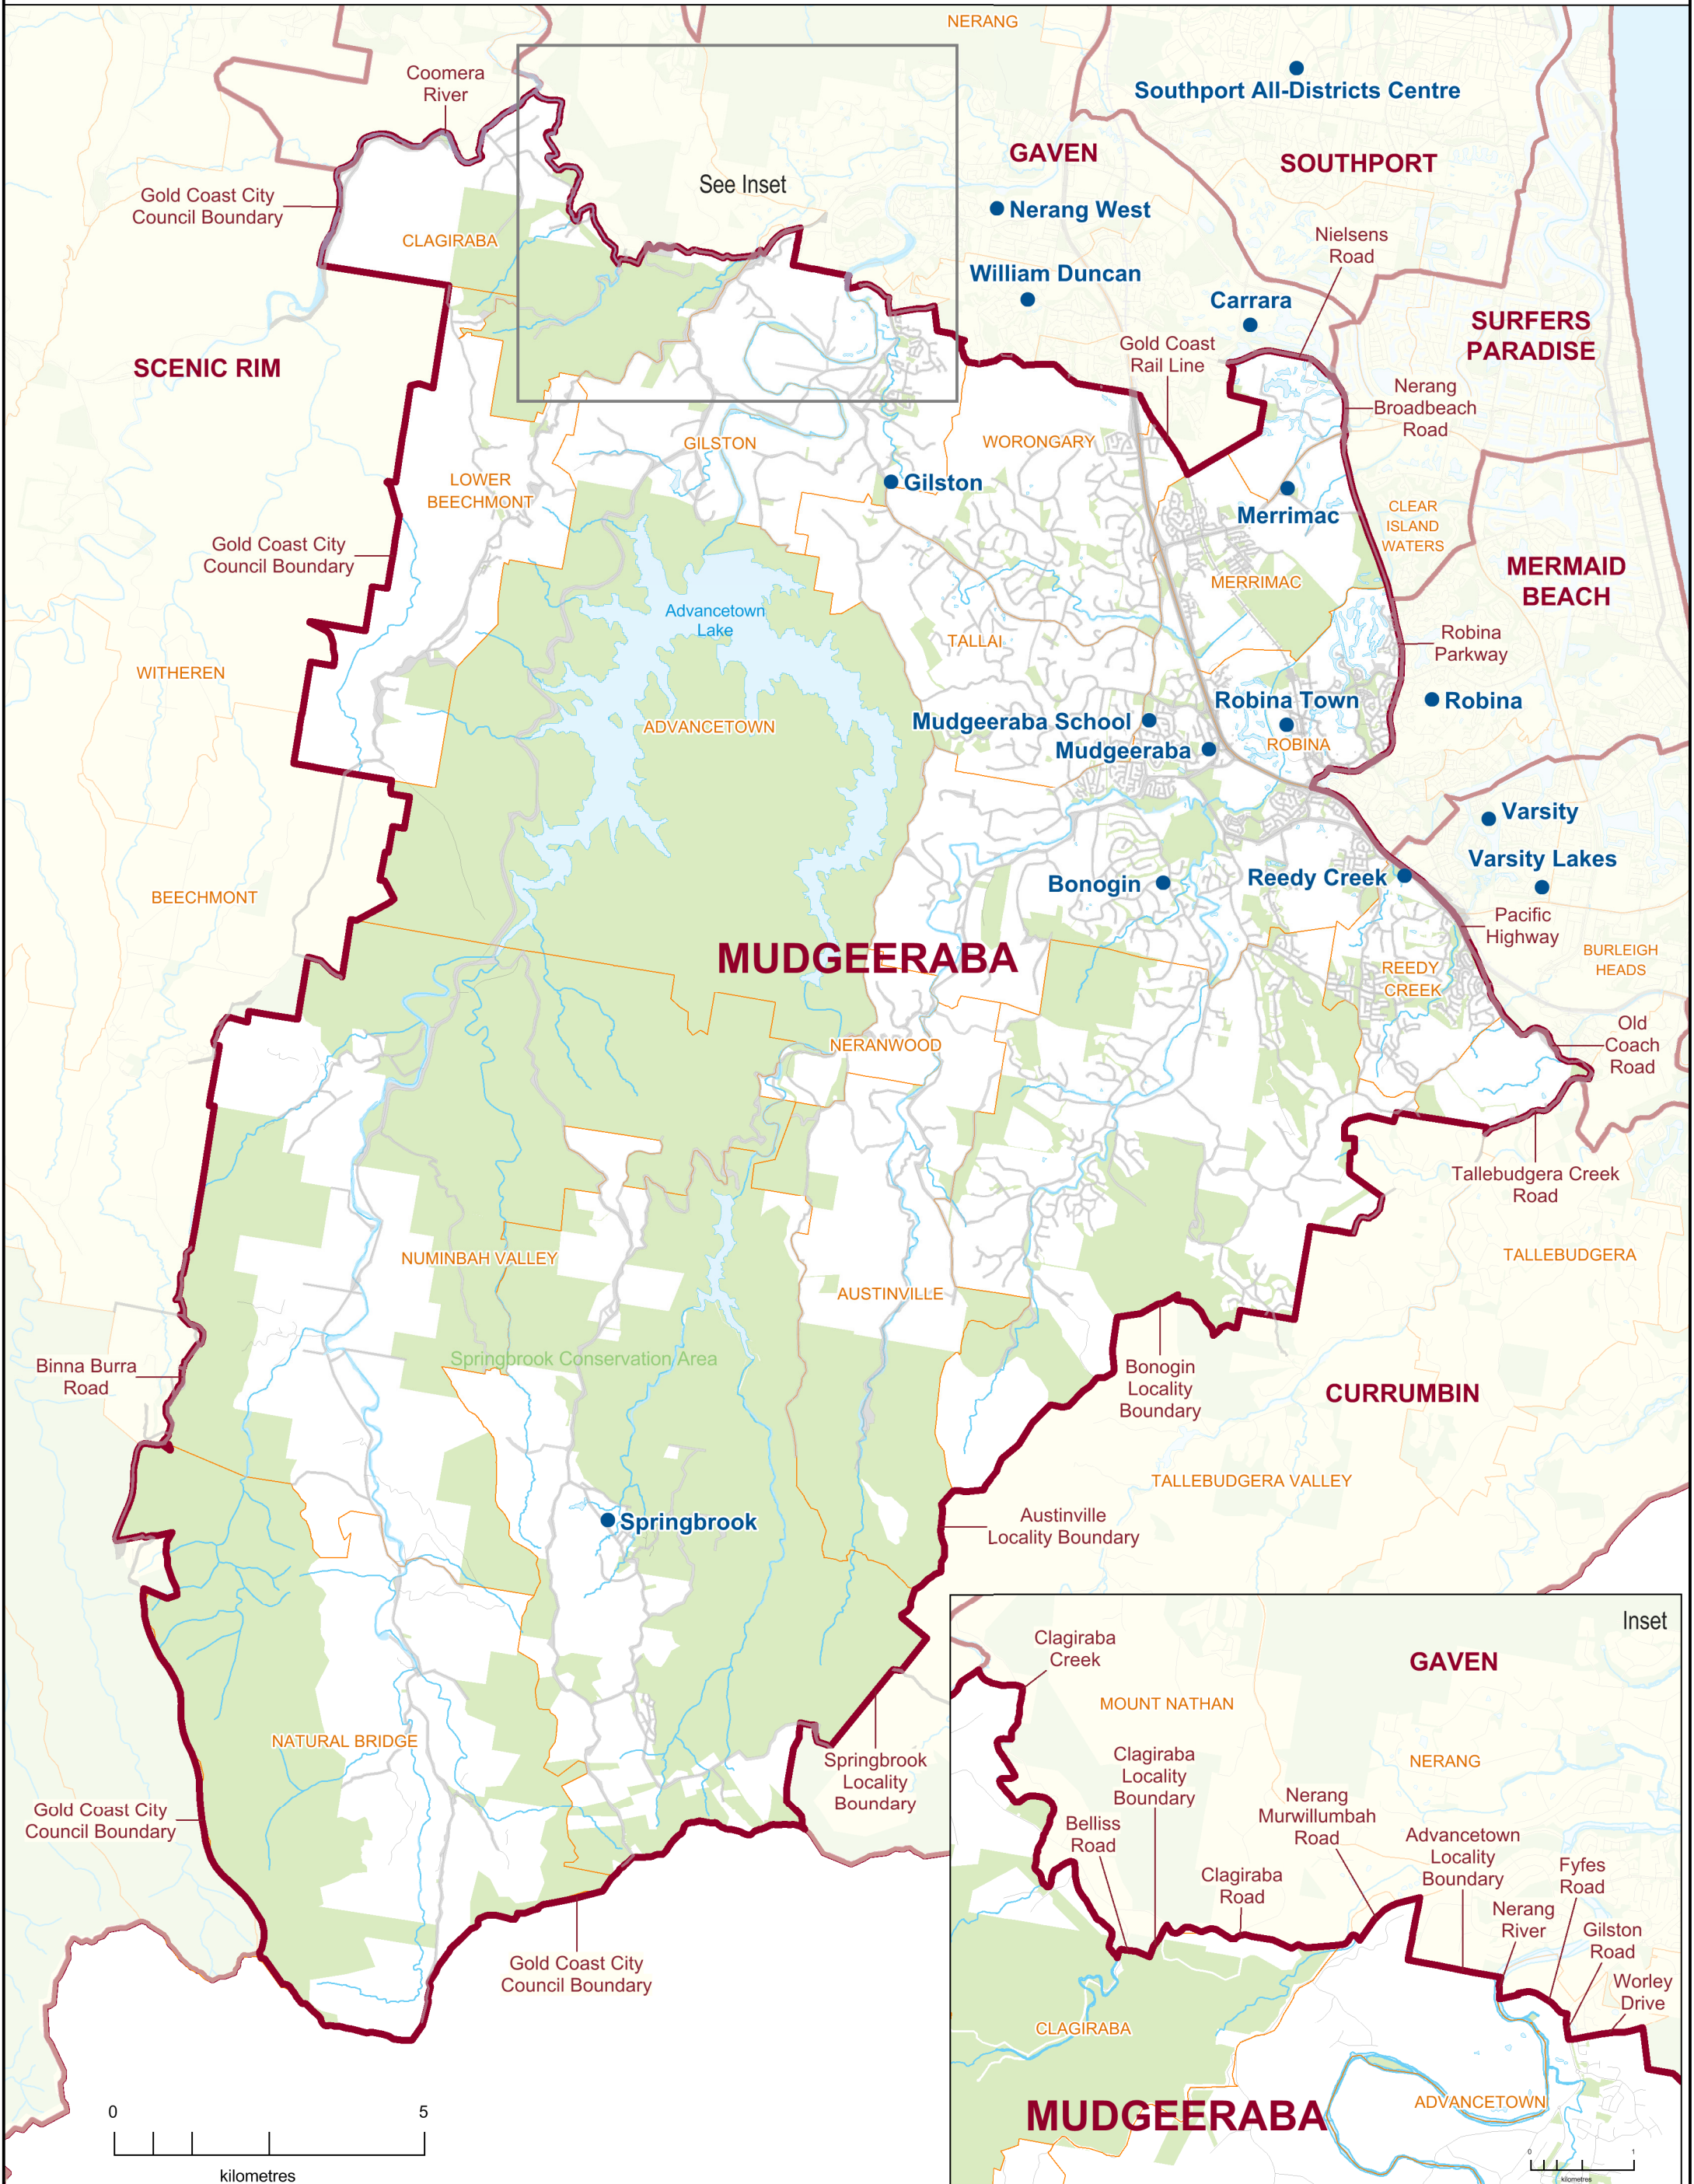 NERANG
Coomera
River
Southport All-Districts Centre
GAVEN
SOUTHPORT
See Inset
Gold Coast City
Council Boundary
Nerang West
CLAGIRABA
Nielsens
Road
William Duncan
Carrara
SURFERS
PARADISE
Gold Coast
Rail Line
SCENIC RIM
Nerang
Broadbeach
Road
GILSTON
WORONGARY
LOWER
BEECHMONT
Gilston
Merrimac
CLEAR
ISLAND
WATERS
Gold Coast City
Council Boundary
MERMAID
BEACH
MERRIMAC
Advancetown
Lake
TALLAI
Robina
Parkway
WITHEREN
Robina Town
Robina
ADVANCETOWN
Mudgeeraba School
Mudgeeraba
ROBINA
Varsity
Varsity Lakes
BEECHMONT
Bonogin
Reedy Creek
Pacific
Highway
MUDGEERABA
BURLEIGH
HEADS
REEDY
CREEK
NERANWOOD
Old
Coach
Road
Tallebudgera Creek
Road
NUMINBAH VALLEY
TALLEBUDGERA
AUSTINVILLE
Springbrook Conservation Area
Binna Burra
Road
Bonogin
Locality
Boundary
CURRUMBIN
TALLEBUDGERA VALLEY
Springbrook
Austinville
Locality Boundary
NATURAL BRIDGE
Springbrook
Locality
Boundary
Gold Coast City
Council Boundary
Gold Coast City
Council Boundary
0 5
kilometres
Inset
Clagiraba
Creek
GAVEN
MOUNT NATHAN
Clagiraba
Locality
Boundary
NERANG
Nerang
Murwillumbah
Road
Belliss
Road
Advancetown
Locality
Boundary
Clagiraba
Road
Fyfes
Road
Nerang
River
Gilston
Road
Worley
Drive
CLAGIRABA
MUDGEERABA
ADVANCETOWN
0 1
kilometres